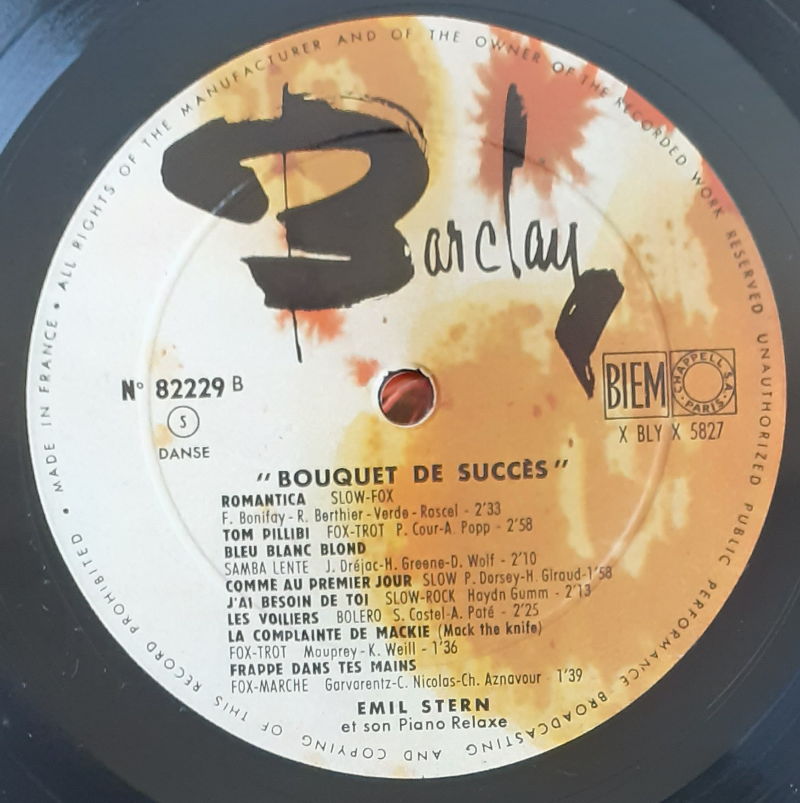 • MADE IN FRANCE • ALL RIGHTS OF THE MANUFACTURER AND OF THE OWNER OF THE RECORDED WORK RESERVED UNAUTHORIZED PUBLIC PERFORMANCE BROADCASTING AND COPYING OF THIS RECORD PROHIBITED
Barclay
N° 82229 B
S
DANSE
BIEM
CHAPPELL S.A. PARIS
X BLY X 5827
"BOUQUET DE SUCCÈS"
ROMANTICA SLOW-FOX
F. Bonifay - R. Berthier - Verde - Rascel - 2'33
TOM PILLIBI FOX-TROT P. Cour-A. Popp - 2'58
BLEU BLANC BLOND
SAMBA LENTE J. Dréjac-H. Greene-D. Wolf - 2'10
COMME AU PREMIER JOUR SLOW P. Dorsey-H. Giraud-1'58
J'AI BESOIN DE TOI SLOW-ROCK Haydn Gumm - 2'13
LES VOILIERS BOLERO S. Castel-A. Paté - 2'25
LA COMPLAINTE DE MACKIE (Mack the knife)
FOX-TROT Mauprey - K. Weill - 1'36
FRAPPE DANS TES MAINS
FOX-MARCHE Garvarentz-C. Nicolas-Ch. Aznavour - 1'39
EMIL STERN
et son Piano Relaxe